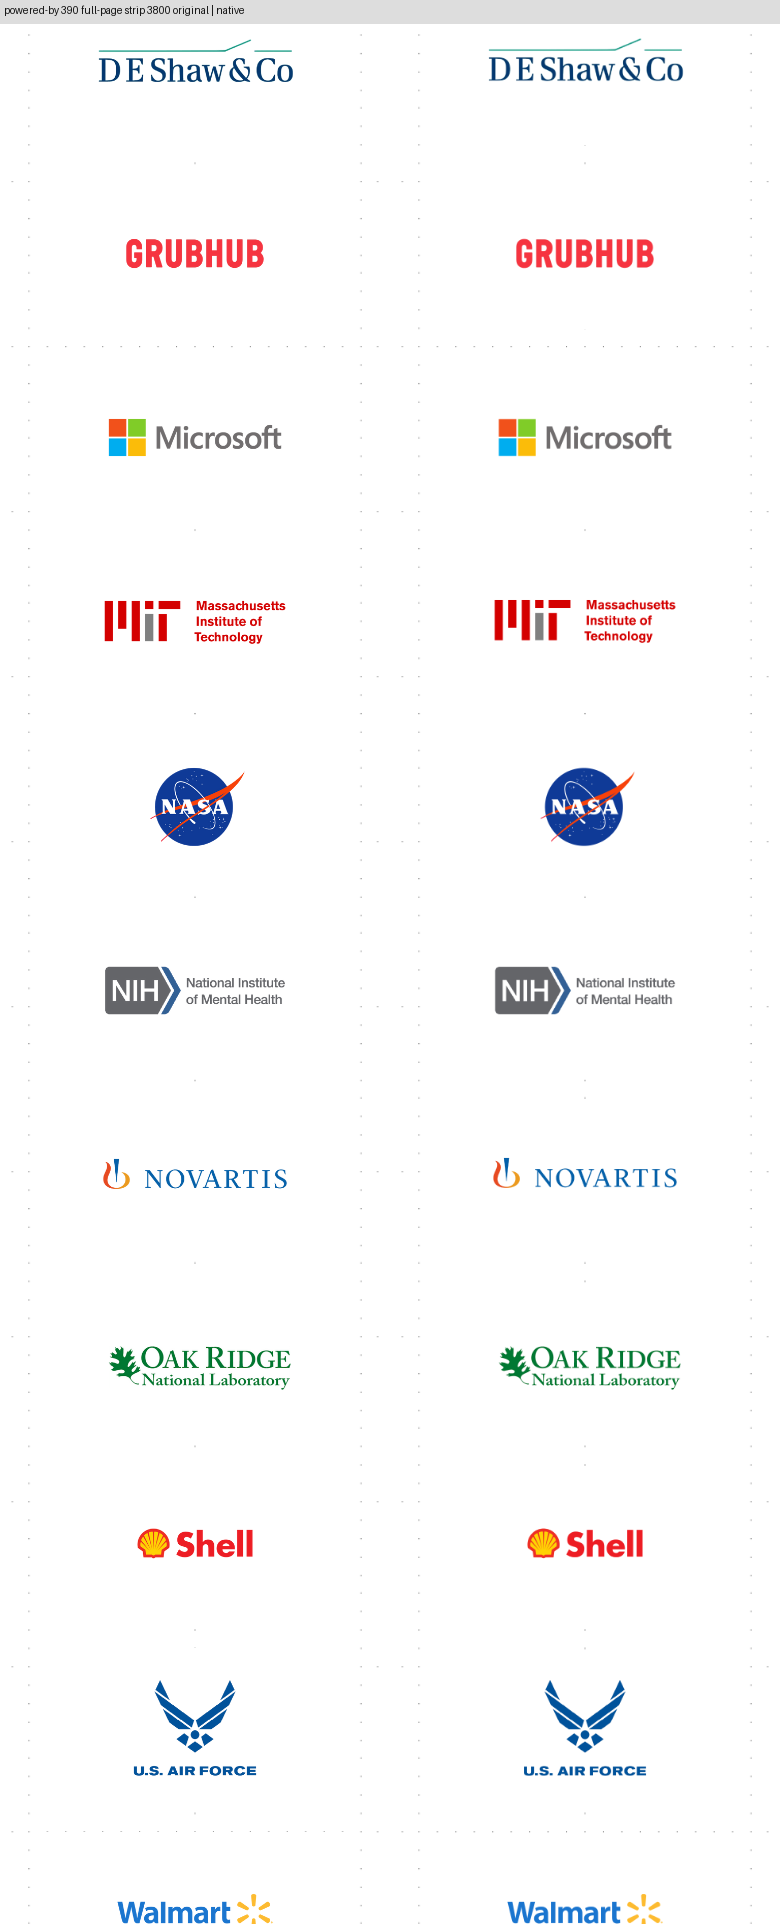 powered-by 390 full-page strip 3800 original | native
D E Shaw & Co D E Shaw & Co
GRUBHUB GRUBHUB
Microsoft Microsoft
MIT Massachusetts MIT Massachusetts
Institute of Institute of
Technology Technology
NASA NASA
NIH National Institute NIH National Institute
of Mental Health of Mental Health
NOVARTIS NOVARTIS
OAK RIDGE OAK RIDGE
National Laboratory National Laboratory
Shell Shell
U.S. AIR FORCE U.S. AIR FORCE
Walmart Walmart